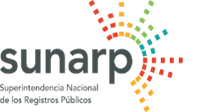 sunarp
Superintendencia Nacional
de los Registros Públicos